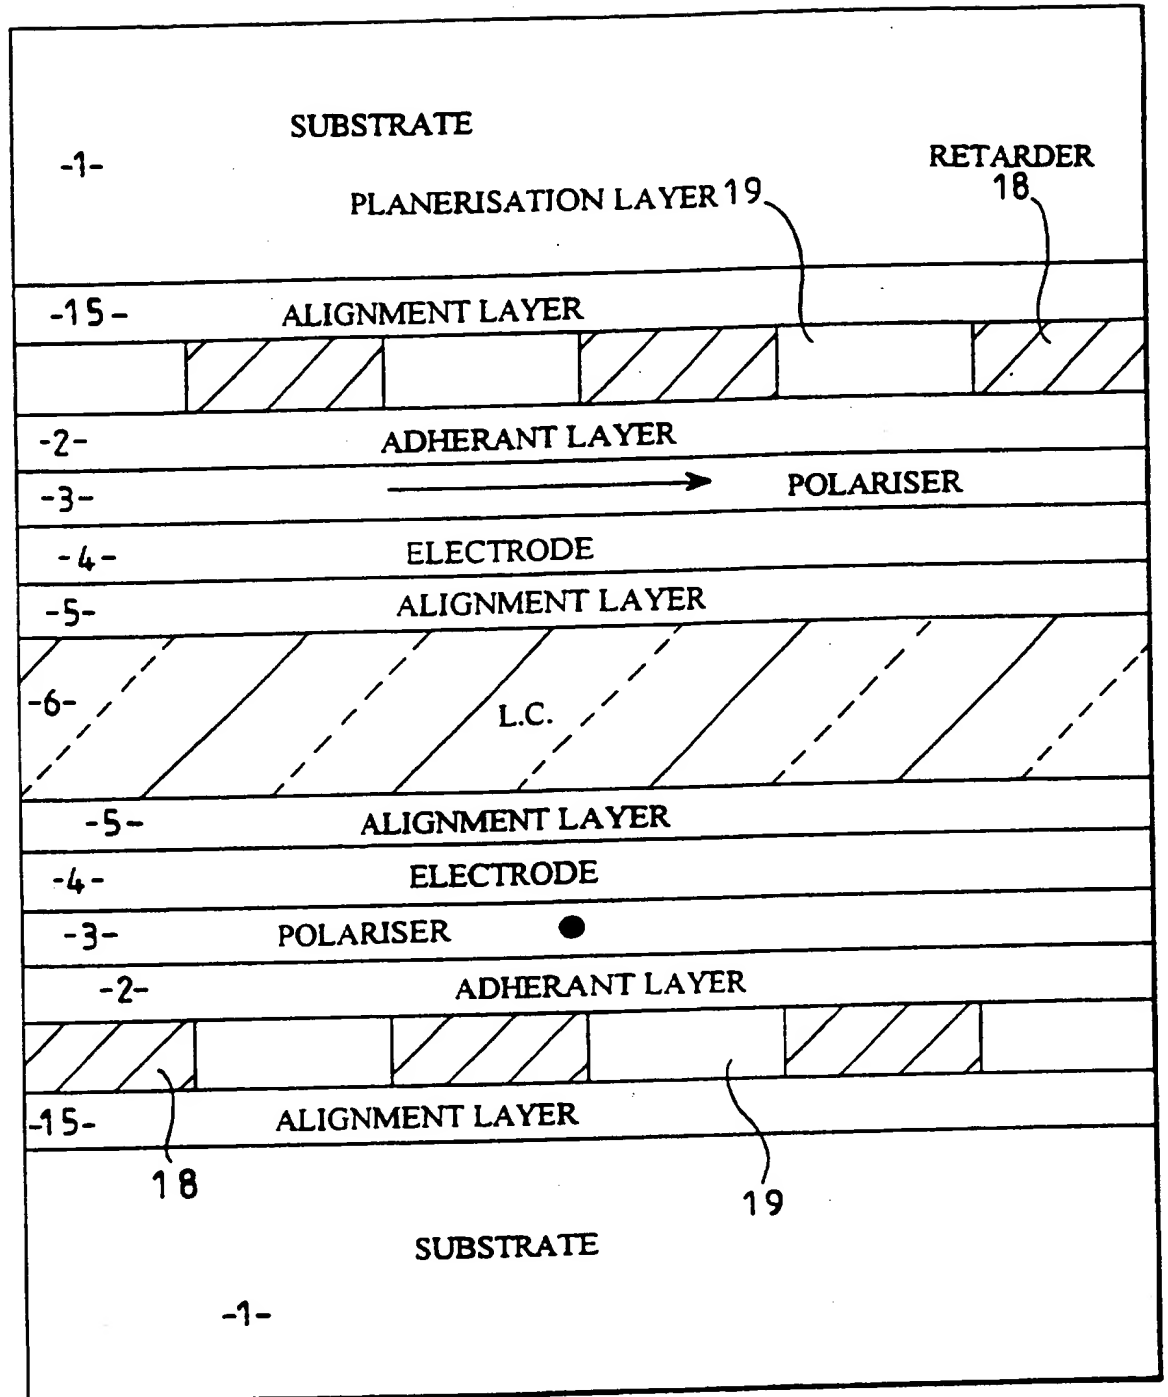 SUBSTRATE
-1-
RETARDER
18
PLANERISATION LAYER 19
-15- ALIGNMENT LAYER
-2- ADHERANT LAYER
-3- POLARISER
-4- ELECTRODE
-5- ALIGNMENT LAYER
-6- L.C.
-5- ALIGNMENT LAYER
-4- ELECTRODE
-3- POLARISER
-2- ADHERANT LAYER
-15- ALIGNMENT LAYER
18
19
SUBSTRATE
-1-